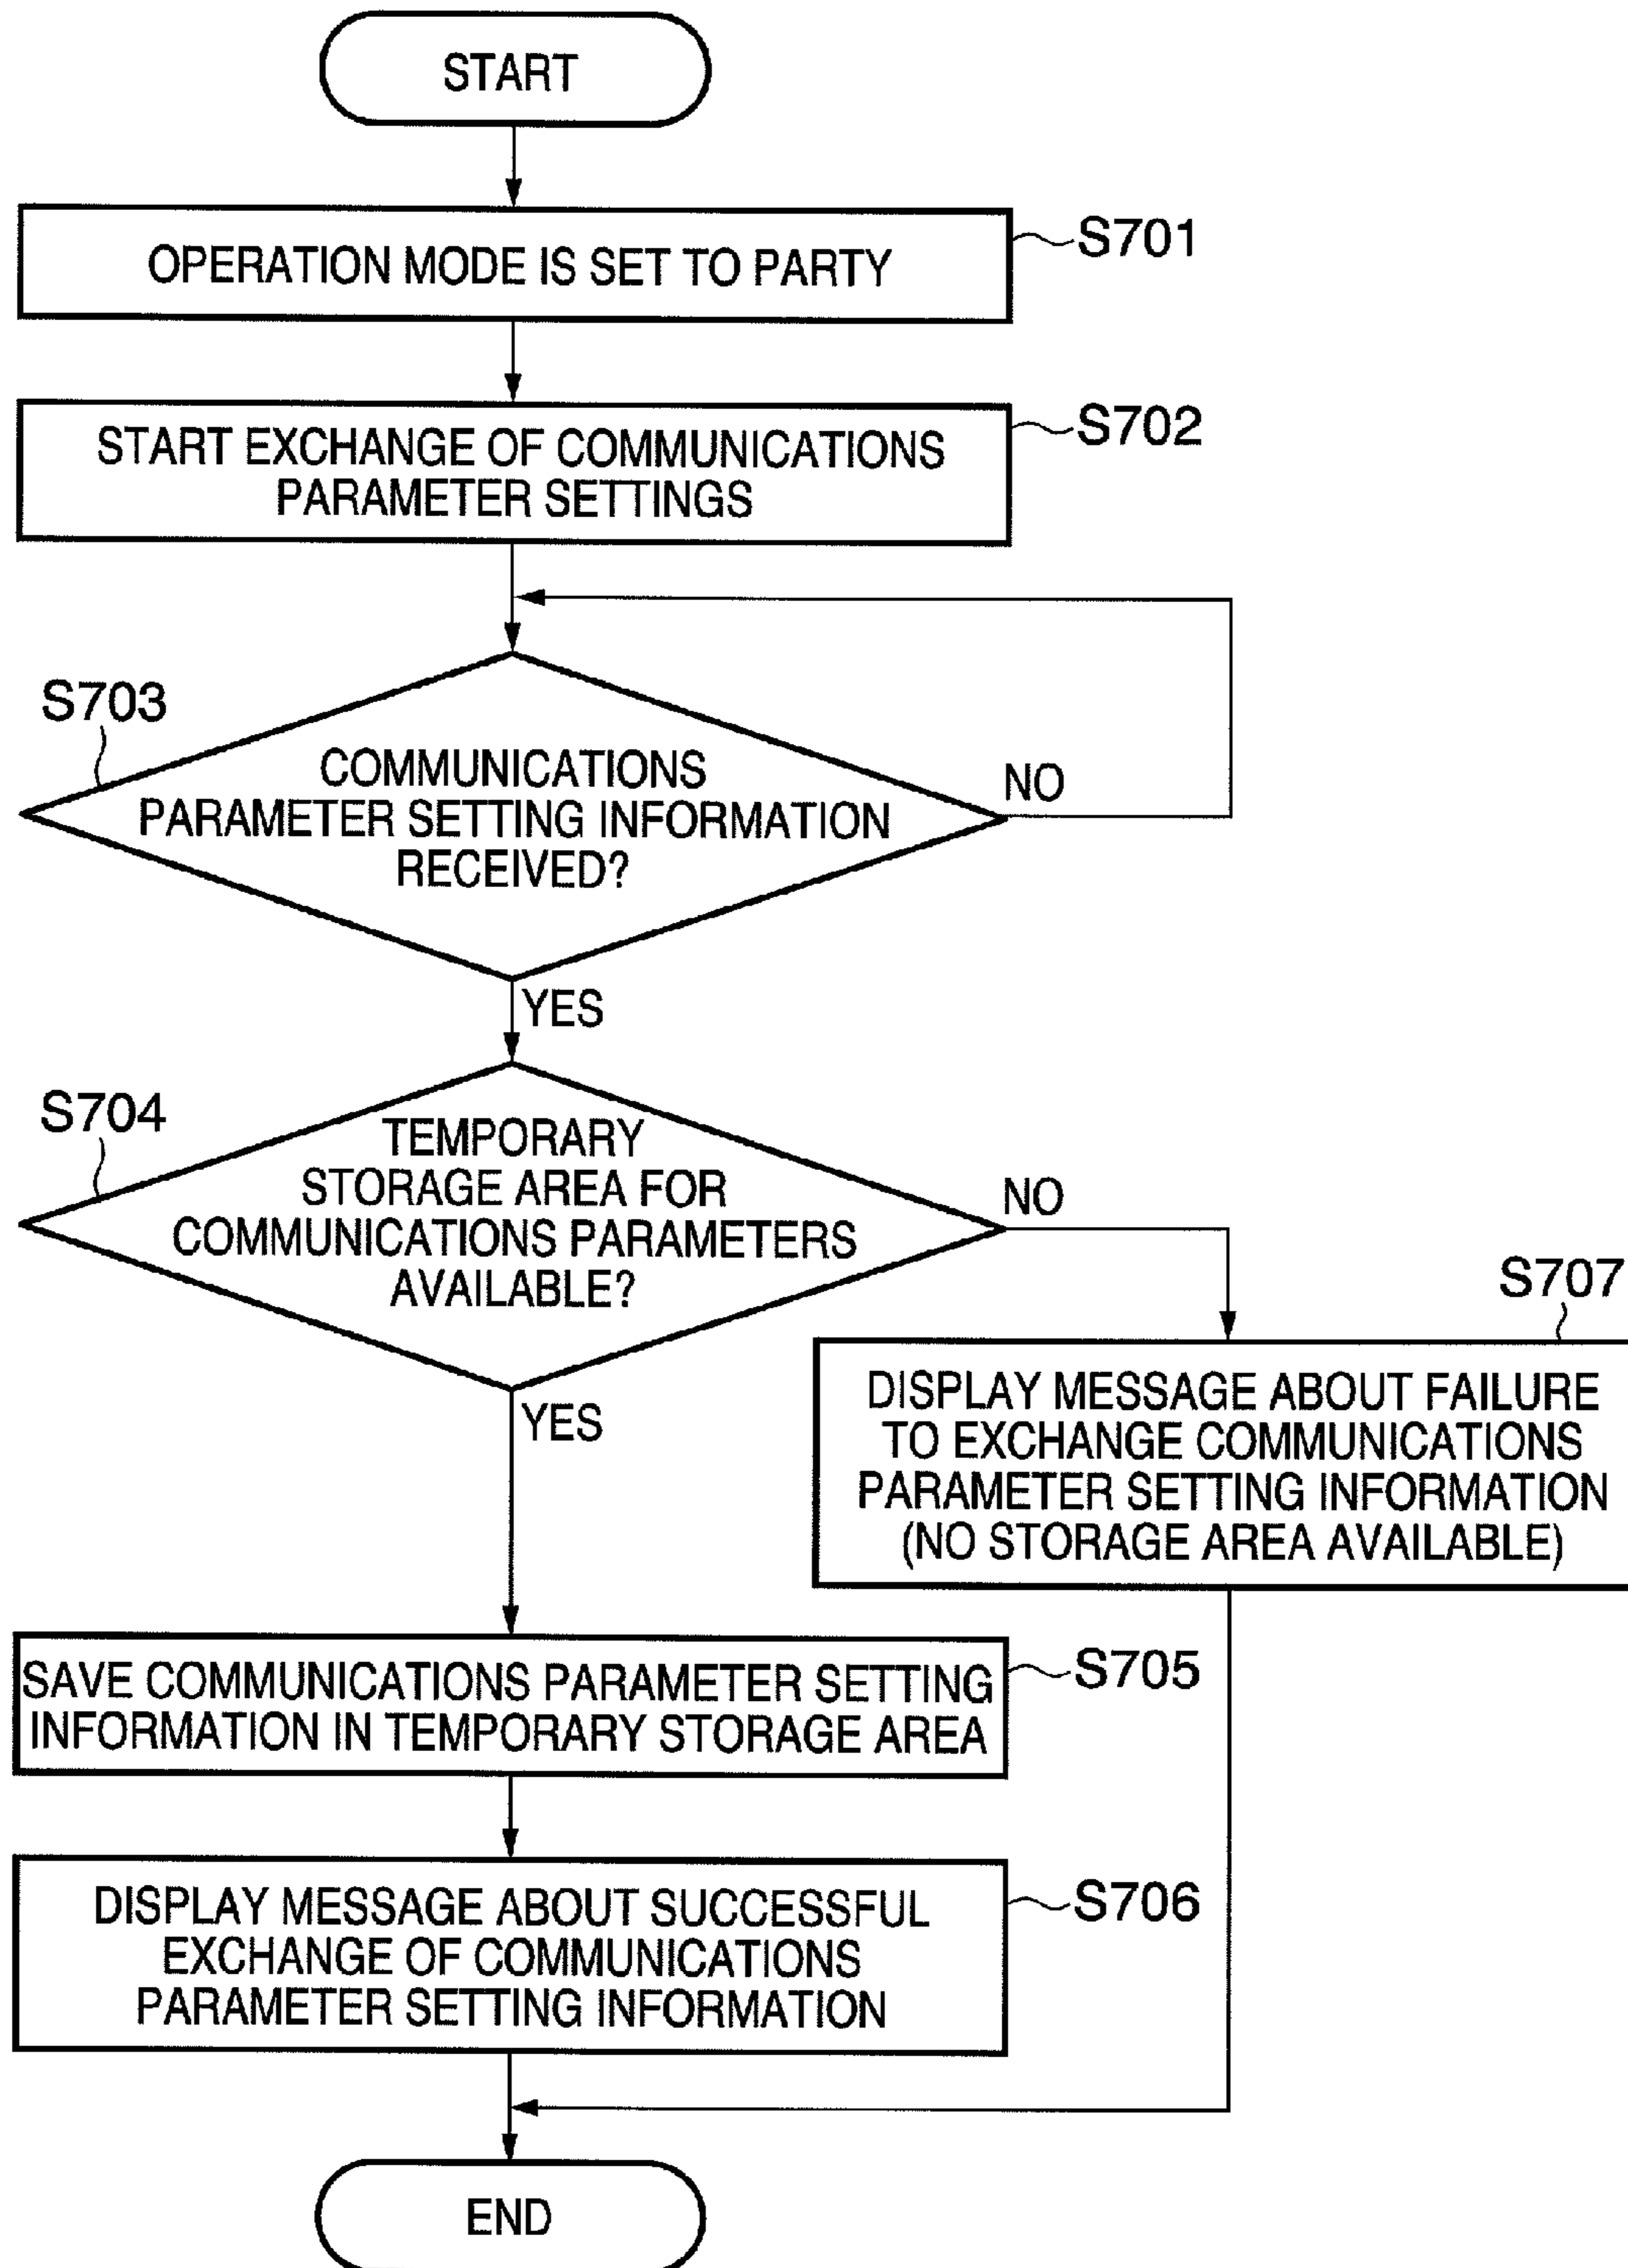 START
OPERATION MODE IS SET TO PARTY
S701
START EXCHANGE OF COMMUNICATIONS
PARAMETER SETTINGS
S702
S703
COMMUNICATIONS
PARAMETER SETTING INFORMATION
RECEIVED?
NO
YES
S704
TEMPORARY
STORAGE AREA FOR
COMMUNICATIONS PARAMETERS
AVAILABLE?
NO
YES
S707
DISPLAY MESSAGE ABOUT FAILURE
TO EXCHANGE COMMUNICATIONS
PARAMETER SETTING INFORMATION
(NO STORAGE AREA AVAILABLE)
SAVE COMMUNICATIONS PARAMETER SETTING
INFORMATION IN TEMPORARY STORAGE AREA
S705
DISPLAY MESSAGE ABOUT SUCCESSFUL
EXCHANGE OF COMMUNICATIONS
PARAMETER SETTING INFORMATION
S706
END